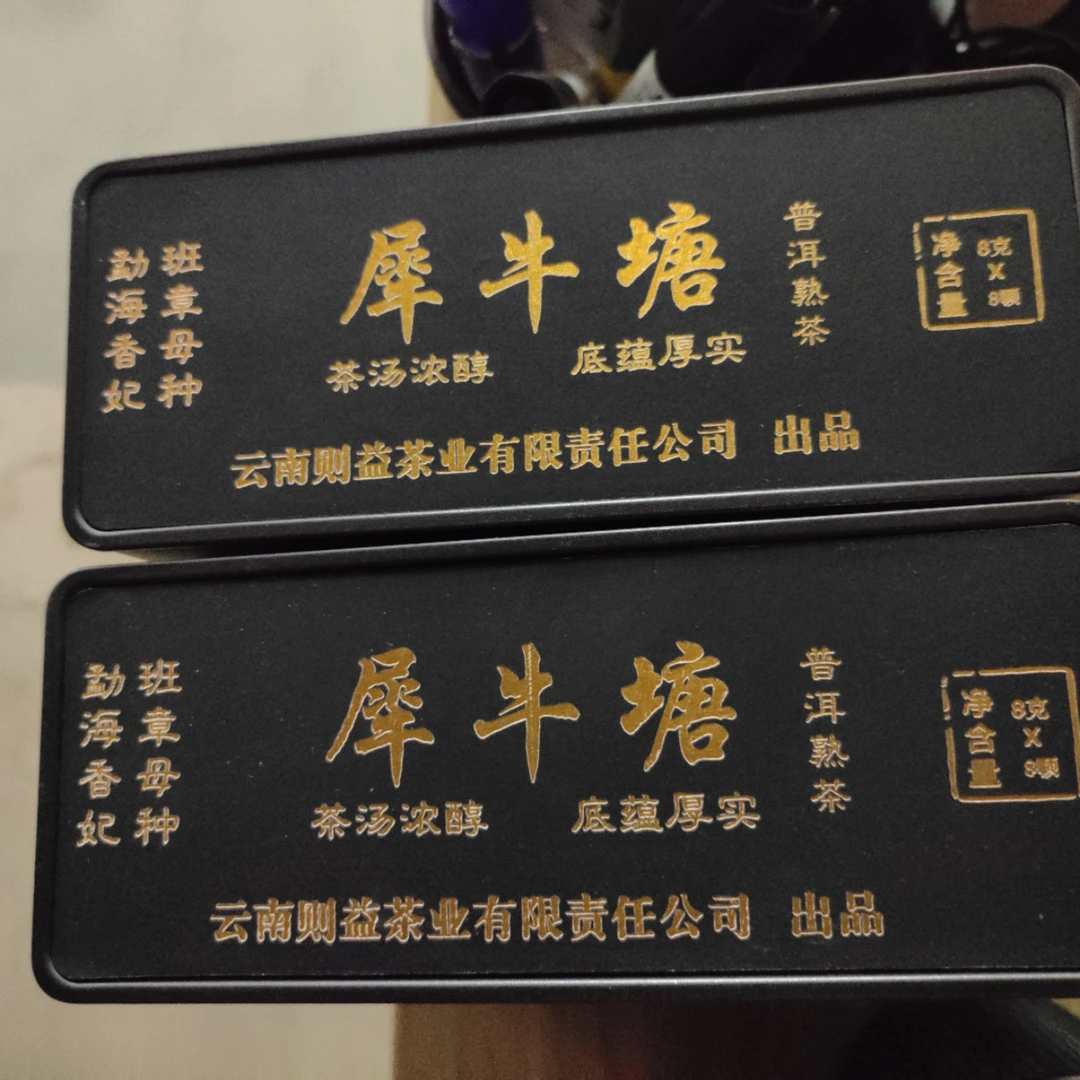 班章母种
勐海香妃
犀牛塘
茶汤浓醇 底蕴厚实
普洱熟茶
净含量
8克
X
8颗
云南则益茶业有限责任公司 出品
班章母种
勐海香妃
犀牛塘
茶汤浓醇 底蕴厚实
普洱熟茶
净含量
8克
X
8颗
云南则益茶业有限责任公司 出品